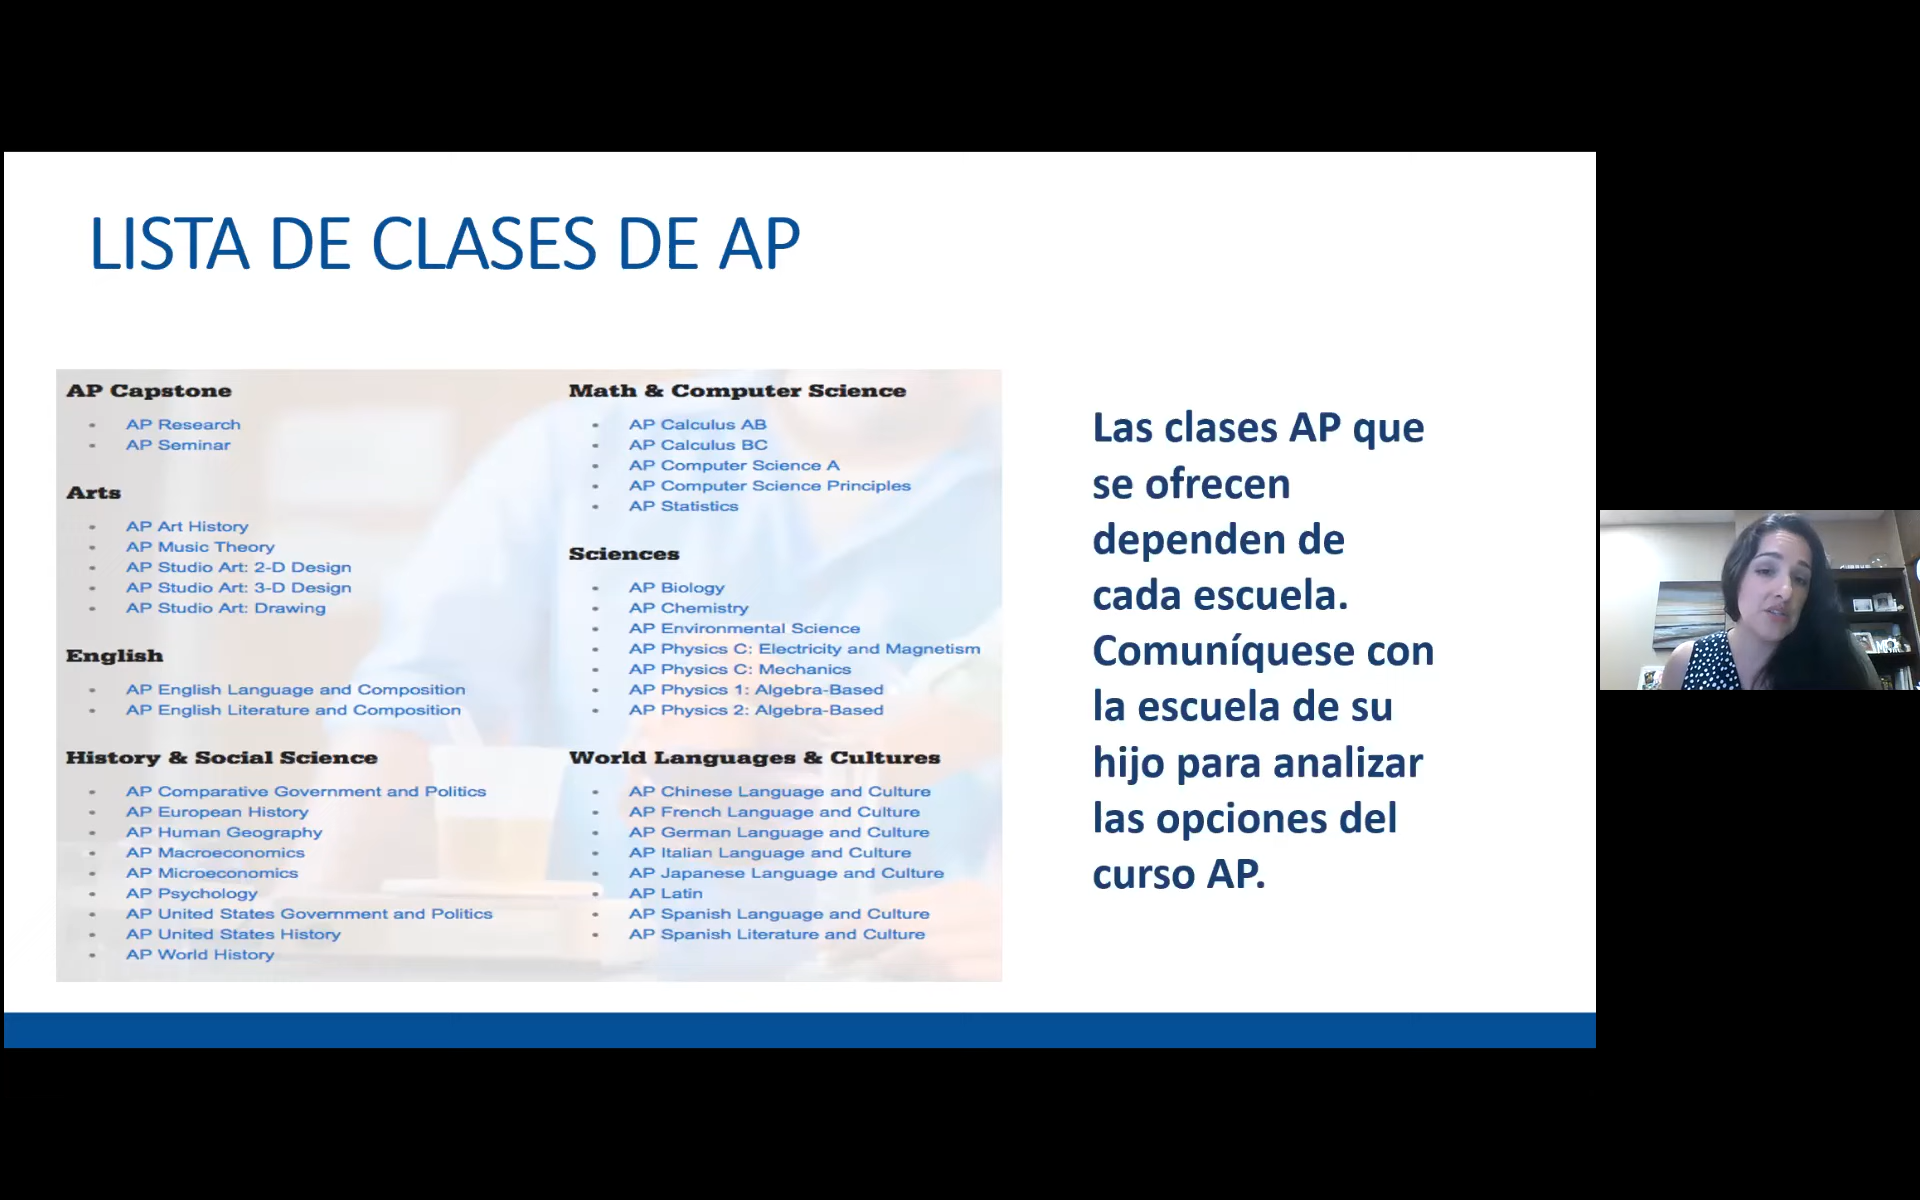 LISTA DE CLASES DE AP
AP Capstone
AP Research
AP Seminar
Arts
AP Art History
AP Music Theory
AP Studio Art: 2-D Design
AP Studio Art: 3-D Design
AP Studio Art: Drawing
English
AP English Language and Composition
AP English Literature and Composition
History & Social Science
AP Comparative Government and Politics
AP European History
AP Human Geography
AP Macroeconomics
AP Microeconomics
AP Psychology
AP United States Government and Politics
AP United States History
AP World History
Math & Computer Science
AP Calculus AB
AP Calculus BC
AP Computer Science A
AP Computer Science Principles
AP Statistics
Sciences
AP Biology
AP Chemistry
AP Environmental Science
AP Physics C: Electricity and Magnetism
AP Physics C: Mechanics
AP Physics 1: Algebra-Based
AP Physics 2: Algebra-Based
World Languages & Cultures
AP Chinese Language and Culture
AP French Language and Culture
AP German Language and Culture
AP Italian Language and Culture
AP Japanese Language and Culture
AP Latin
AP Spanish Language and Culture
AP Spanish Literature and Culture
Las clases AP que
se ofrecen
dependen de
cada escuela.
Comuníquese con
la escuela de su
hijo para analizar
las opciones del
curso AP.